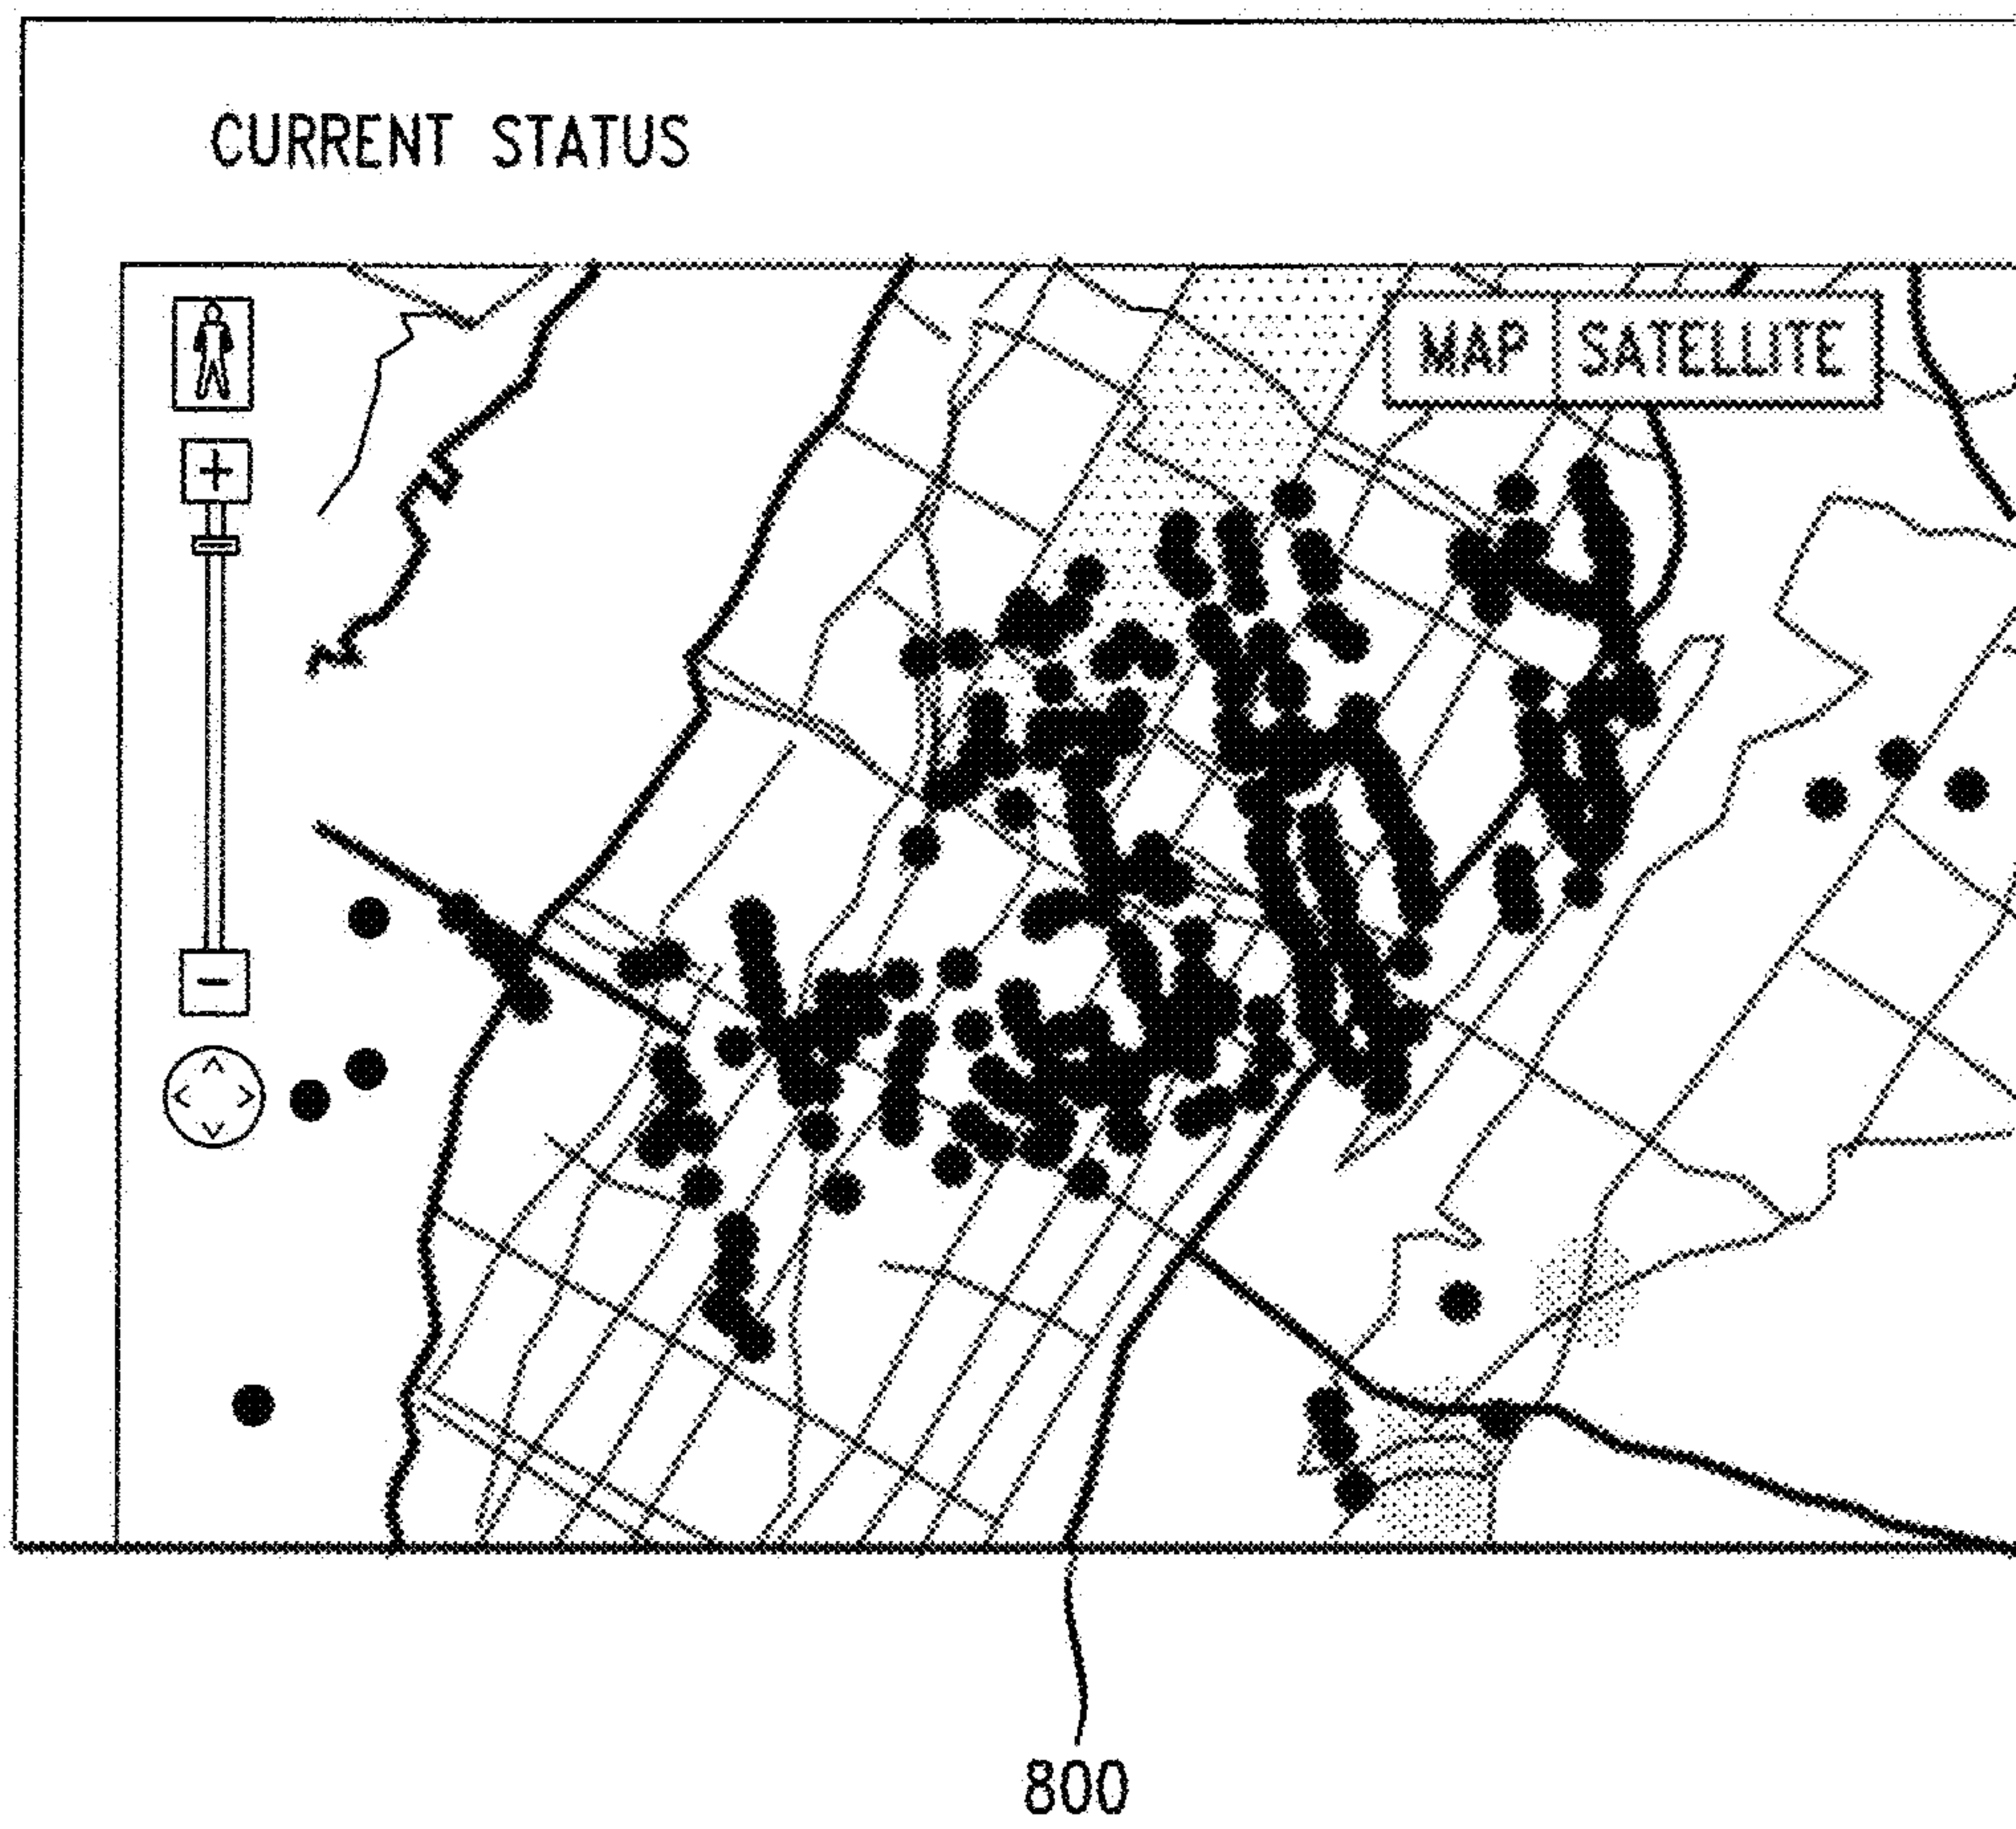 CURRENT STATUS
MAP SATELLITE
+
-
800